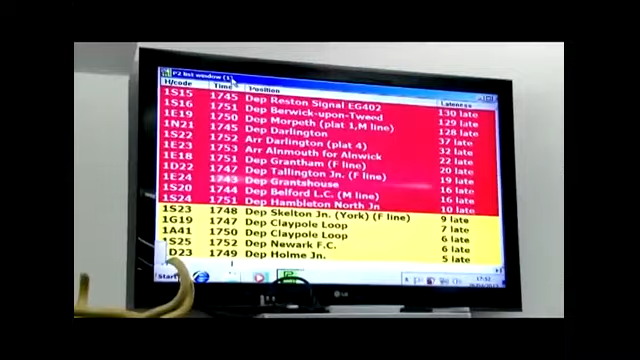 P2 list window (1)
H/code Time Position Lateness
1S15 1745 Dep Reston Signal EG402 130 late
1S16 1751 Dep Berwick-upon-Tweed 129 late
1E19 1750 Dep Morpeth (plat 1,M line) 128 late
1N21 1745 Dep Darlington 37 late
1S22 1752 Arr Darlington (plat 4) 32 late
1E23 1753 Arr Alnmouth for Alnwick 22 late
1E18 1751 Dep Grantham (F line) 20 late
1D22 1747 Dep Tallington Jn. (F line) 19 late
1E24 1743 Dep Grantshouse 16 late
1S20 1744 Dep Belford L.C. (M line) 16 late
1S24 1751 Dep Hambleton North Jn 10 late
1S23 1748 Dep Skelton Jn. (York) (F line) 9 late
1G19 1747 Dep Claypole Loop 7 late
1A41 1750 Dep Claypole Loop 6 late
1S25 1752 Dep Newark F.C. 6 late
D23 1749 Dep Holme Jn. 5 late
Start 17:52
LG